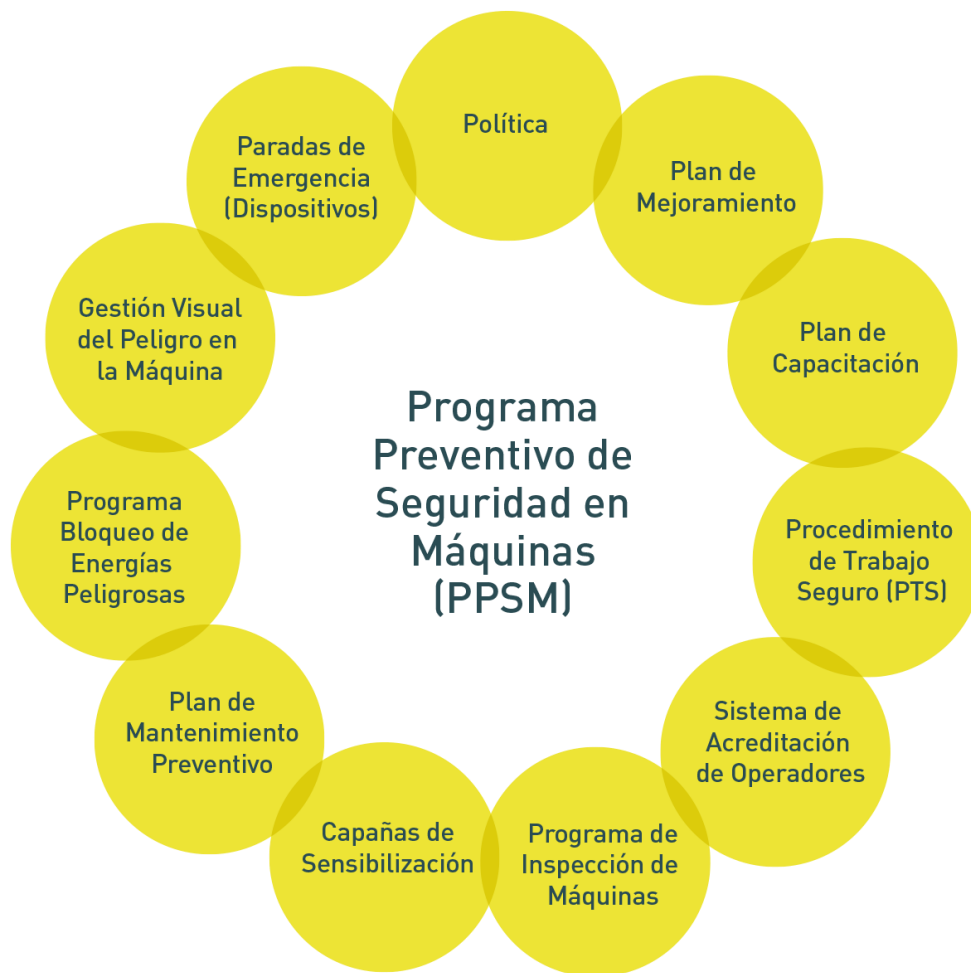 Política
Plan de
Mejoramiento
Plan de
Capacitación
Procedimiento
de Trabajo
Seguro (PTS)
Sistema de
Acreditación
de Operadores
Programa de
Inspección de
Máquinas
Capañas de
Sensibilización
Plan de
Mantenimiento
Preventivo
Programa
Bloqueo de
Energías
Peligrosas
Gestión Visual
del Peligro en
la Máquina
Paradas de
Emergencia
(Dispositivos)
Programa
Preventivo de
Seguridad en
Máquinas
(PPSM)